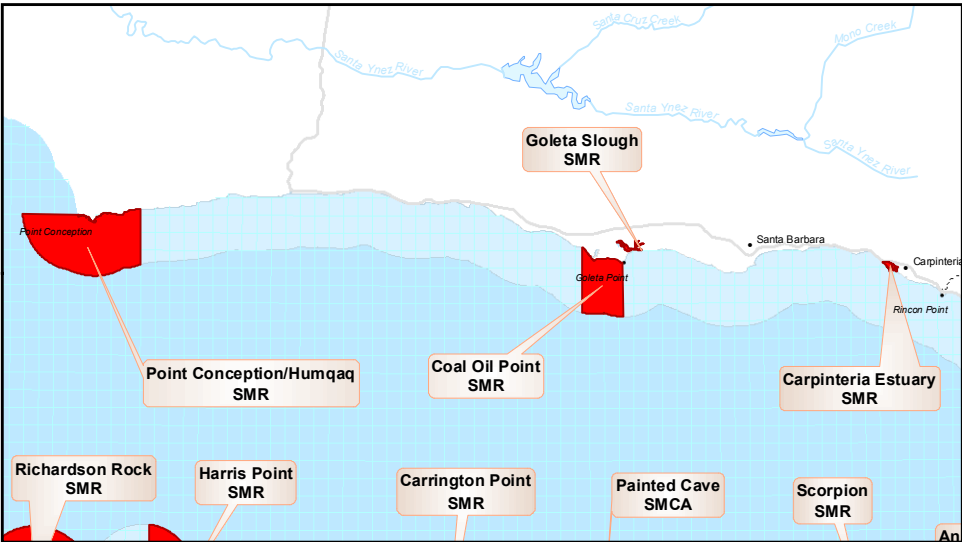 Santa Cruz Creek
Mono Creek
Santa Ynez River
Santa Ynez River
Santa Ynez River
Goleta Slough
SMR
Point Conception
Santa Barbara
Carpinteria
Goleta Point
Rincon Point
Point Conception/Humqaq
SMR
Coal Oil Point
SMR
Carpinteria Estuary
SMR
Richardson Rock
SMR
Harris Point
SMR
Carrington Point
SMR
Painted Cave
SMCA
Scorpion
SMR
An